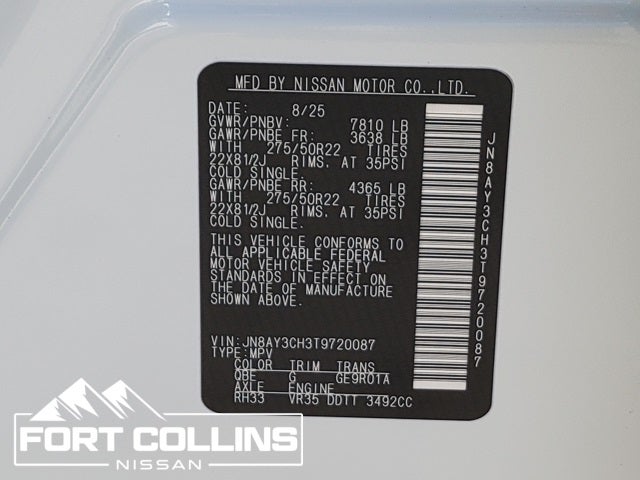 MFD BY NISSAN MOTOR CO.,LTD.
DATE: 8/25
GVWR/PNBV: 7810 LB
GAWR/PNBE FR: 3638 LB
WITH 275/50R22 TIRES
22X81/2J RIMS. AT 35PSI
COLD SINGLE.
GAWR/PNBE RR: 4365 LB
WITH 275/50R22 TIRES
22X81/2J RIMS. AT 35PSI
COLD SINGLE.
THIS VEHICLE CONFORMS TO
ALL APPLICABLE FEDERAL
MOTOR VEHICLE SAFETY
STANDARDS IN EFFECT ON
THE DATE OF MANUFACTURE
SHOWN ABOVE.
VIN:JN8AY3CH3T9720087
TYPE:MPV
COLOR TRIM TRANS
QBE G GE9R01A
AXLE ENGINE
RH33 VR35 DDTT 3492CC
JN8AY3CH3T9720087
FORT COLLINS
NISSAN